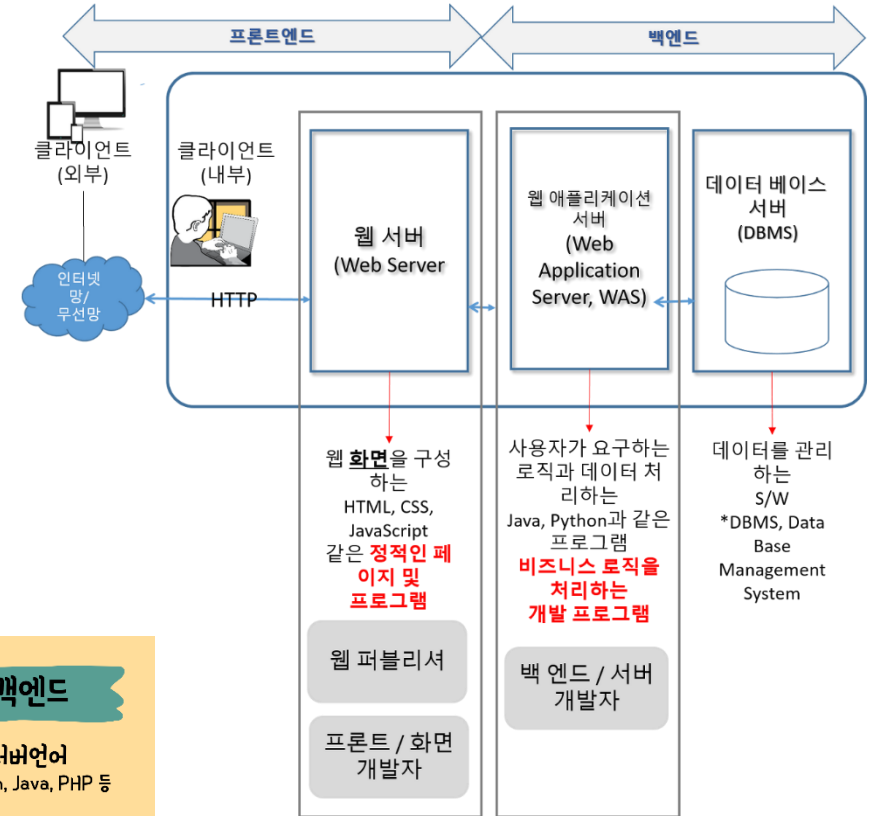 프론트엔드
백엔드
클라이언트
(외부)
인터넷
망/
무선망
클라이언트
(내부)
HTTP
웹 서버
(Web Server
웹 애플리케이션
서버
(Web
Application
Server, WAS)
데이터 베이스
서버
(DBMS)
웹 화면을 구성
하는
HTML, CSS,
JavaScript
같은 정적인 페
이지 및
프로그램
웹 퍼블리셔
프론트 / 화면
개발자
사용자가 요구하는
로직과 데이터 처
리하는
Java, Python과 같은
프로그램
비즈니스 로직을
처리하는
개발 프로그램
백 엔드 / 서버
개발자
데이터를 관리
하는
S/W
*DBMS, Data
Base
Management
System
백엔드
서버언어
, Java, PHP 등